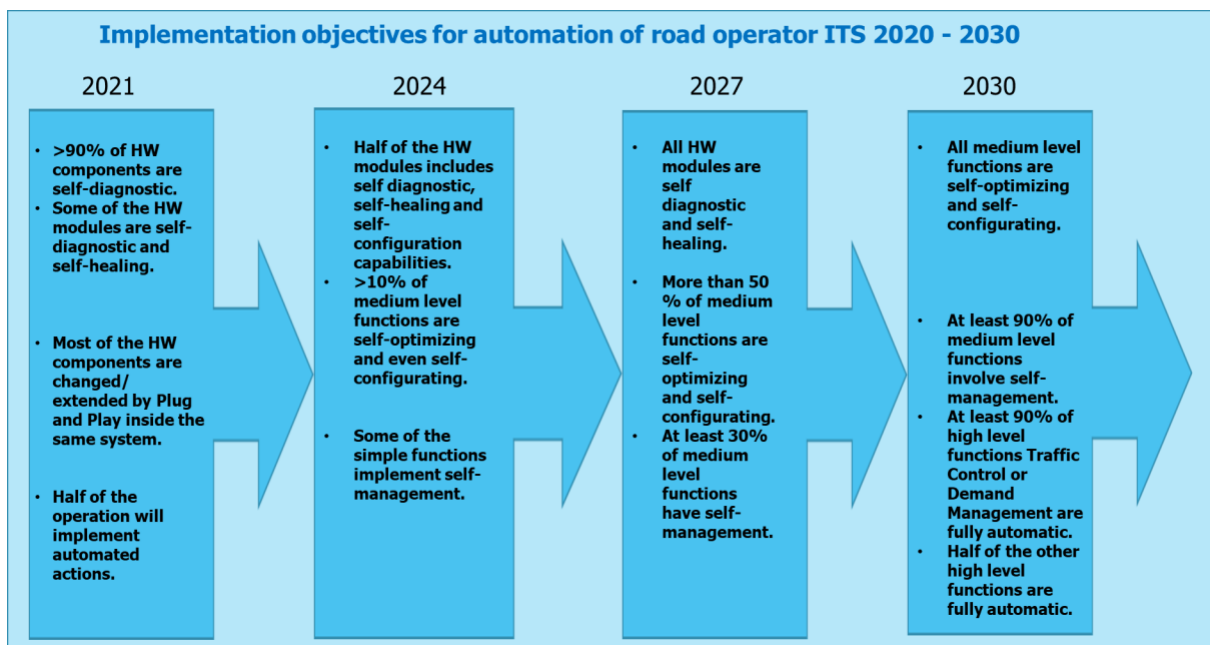 Implementation objectives for automation of road operator ITS 2020 - 2030
2021
• >90% of HW
components are
self-diagnostic.
• Some of the HW
modules are self-
diagnostic and
self-healing.
• Most of the HW
components are
changed/
extended by Plug
and Play inside the
same system.
• Half of the
operation will
implement
automated
actions.
2024
• Half of the HW
modules includes
self diagnostic,
self-healing and
self-
configuration
capabilities.
• >10% of
medium level
functions are
self-optimizing
and even self-
configurating.
• Some of the
simple functions
implement self-
management.
2027
• All HW
modules are
self
diagnostic
and self-
healing.
• More than 50
% of medium
level
functions are
self-
optimizing
and self-
configurating.
• At least 30%
of medium
level
functions
have self-
management.
2030
• All medium level
functions are
self-optimizing
and self-
configurating.
• At least 90% of
medium level
functions
involve self-
management.
• At least 90% of
high level
functions Traffic
Control or
Demand
Management are
fully automatic.
• Half of the other
high level
functions are
fully automatic.